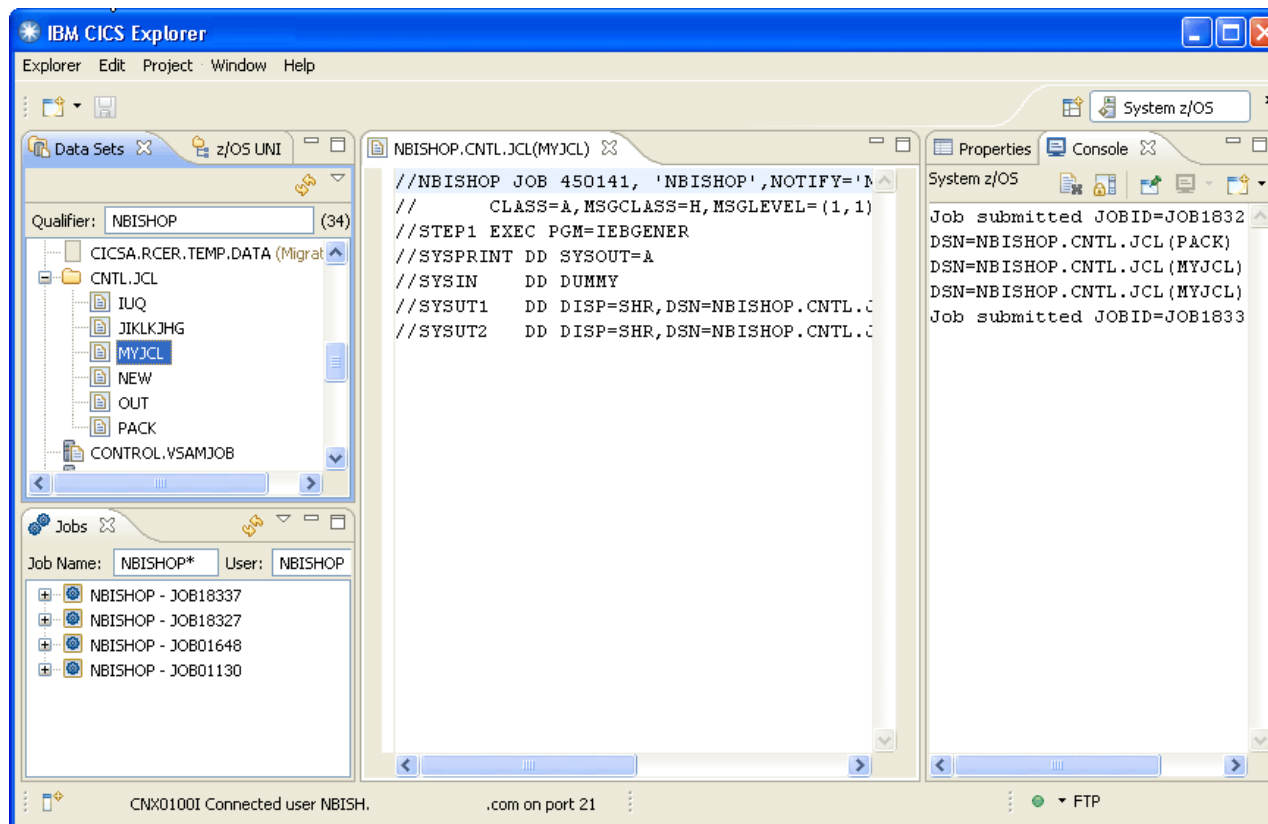 IBM CICS Explorer
Explorer Edit Project Window Help
System z/OS
Data Sets
z/OS UNI
Qualifier: NBISHOP (34)
CICSA.RCER.TEMP.DATA (Migrat
CNTL.JCL
IUQ
JIKLKJHG
MYJCL
NEW
OUT
PACK
CONTROL.VSAMJOB
Jobs
Job Name: NBISHOP* User: NBISHOP
NBISHOP - JOB18337
NBISHOP - JOB18327
NBISHOP - JOB01648
NBISHOP - JOB01130
NBISHOP.CNTL.JCL(MYJCL)
//NBISHOP JOB 450141, 'NBISHOP',NOTIFY='N
// CLASS=A,MSGCLASS=H,MSGLEVEL=(1,1)
//STEP1 EXEC PGM=IEBGENER
//SYSPRINT DD SYSOUT=A
//SYSIN DD DUMMY
//SYSUT1 DD DISP=SHR,DSN=NBISHOP.CNTL.J
//SYSUT2 DD DISP=SHR,DSN=NBISHOP.CNTL.J
Properties
Console
System z/OS
Job submitted JOBID=JOB1832
DSN=NBISHOP.CNTL.JCL(PACK)
DSN=NBISHOP.CNTL.JCL(MYJCL)
DSN=NBISHOP.CNTL.JCL(MYJCL)
Job submitted JOBID=JOB1833
CNX0100I Connected user NBISH. .com on port 21
FTP